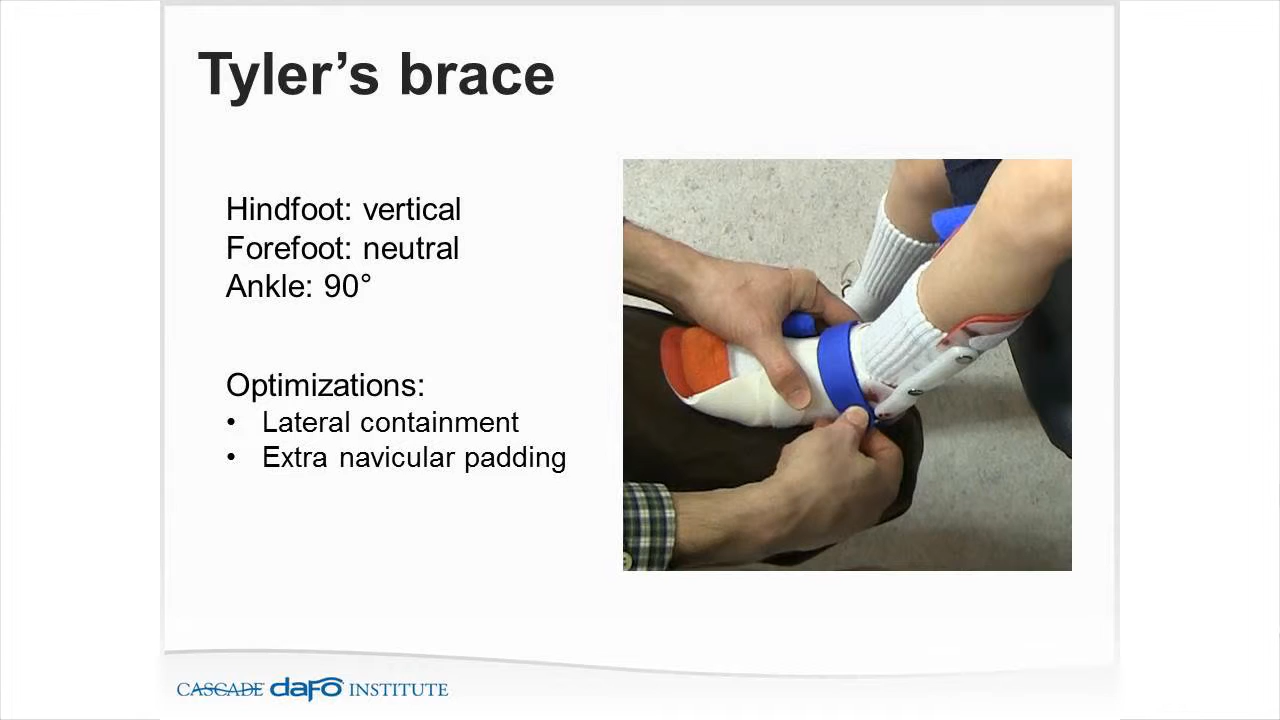 Tyler’s brace
Hindfoot: vertical
Forefoot: neutral
Ankle: 90°
Optimizations:
• Lateral containment
• Extra navicular padding
CASCADE dafo INSTITUTE